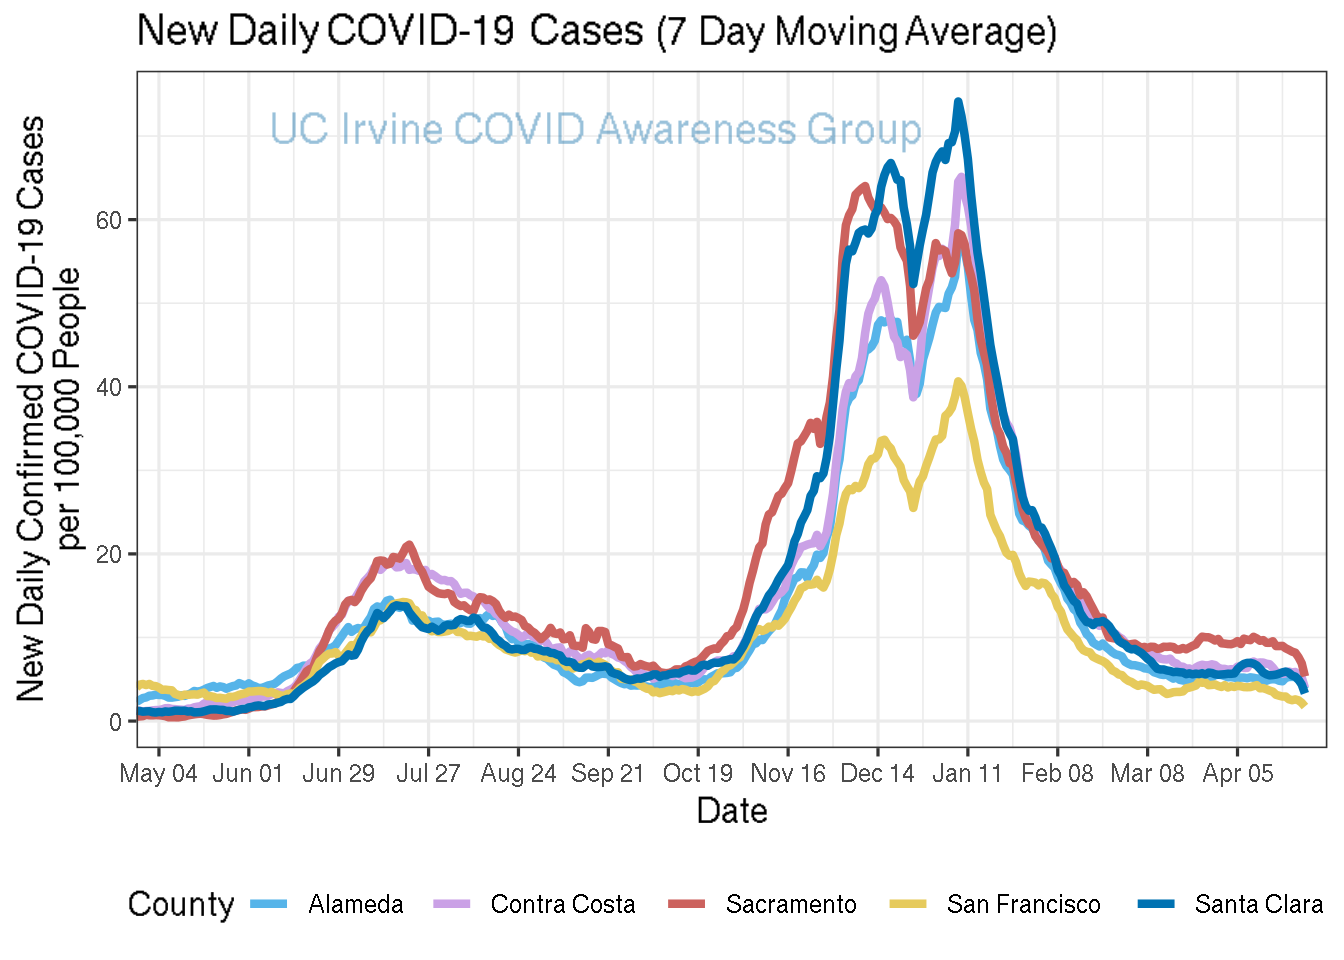 New Daily COVID-19 Cases (7 Day Moving Average)
UC Irvine COVID Awareness Group
New Daily Confirmed COVID-19 Cases
per 100,000 People
60
40
20
0
May 04 Jun 01 Jun 29 Jul 27 Aug 24 Sep 21 Oct 19 Nov 16 Dec 14 Jan 11 Feb 08 Mar 08 Apr 05
Date
County Alameda Contra Costa Sacramento San Francisco Santa Clara